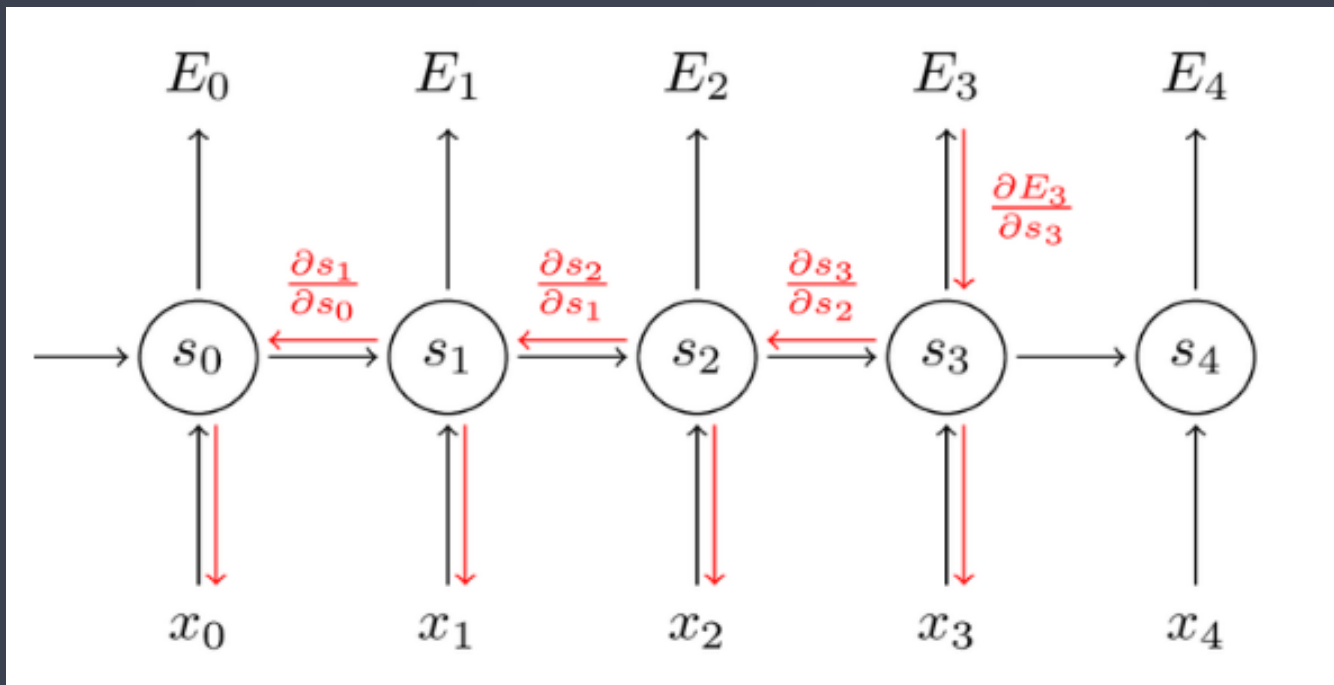 E₀ E₁ E₂ E₃ E₄
∂E₃/∂s₃
∂s₁/∂s₀ ∂s₂/∂s₁ ∂s₃/∂s₂
s₀ s₁ s₂ s₃ s₄
x₀ x₁ x₂ x₃ x₄